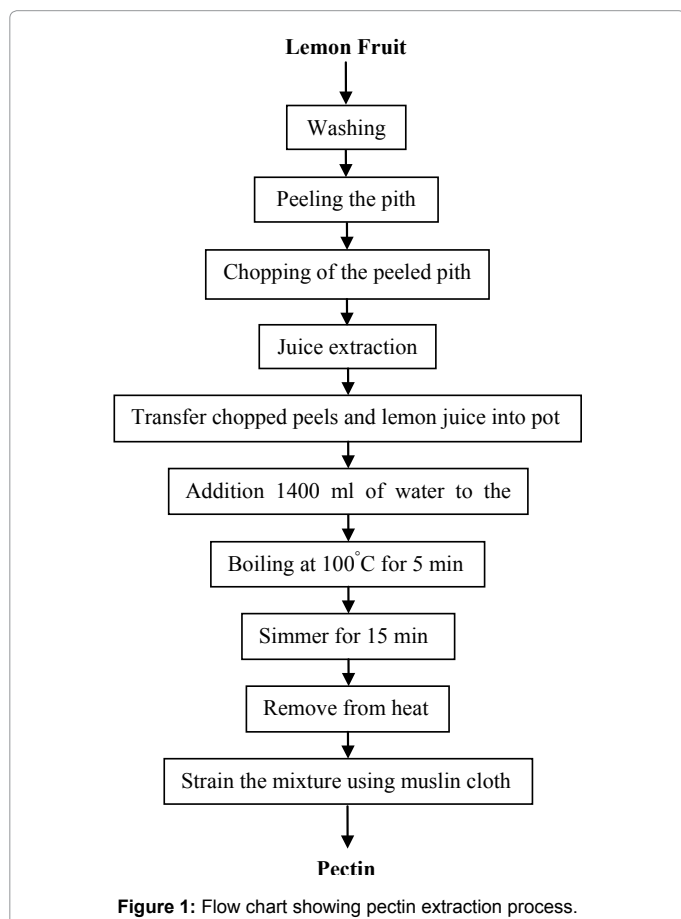 Lemon Fruit
Washing
Peeling the pith
Chopping of the peeled pith
Juice extraction
Transfer chopped peels and lemon juice into pot
Addition 1400 ml of water to the
Boiling at 100°C for 5 min
Simmer for 15 min
Remove from heat
Strain the mixture using muslin cloth
Pectin
Figure 1: Flow chart showing pectin extraction process.